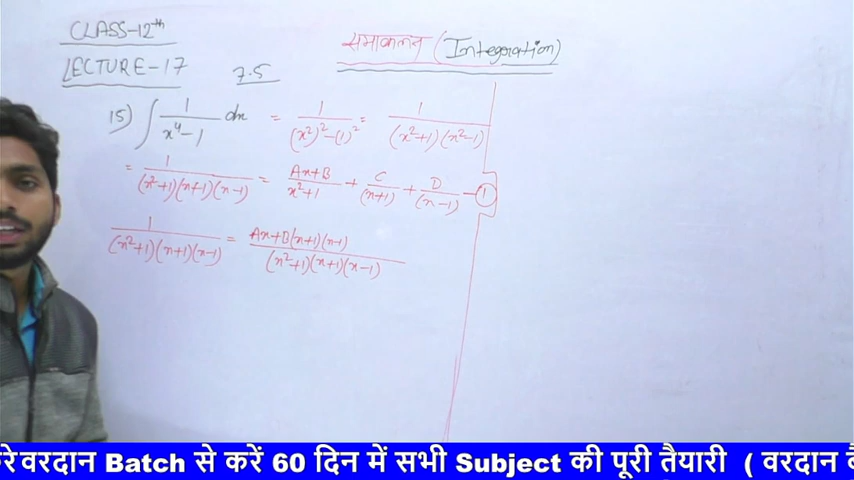 CLASS-12th
समाकलन (Integration)
LECTURE-17
7.5
15) ∫ 1/(x⁴-1) dx = 1/((x²)²-(1)²) = 1/((x²+1)(x²-1))
= 1/((x²+1)(x+1)(x-1)) = (Ax+B)/(x²+1) + C/(x+1) + D/(x-1) — ①
1/((x²+1)(x+1)(x-1)) = Ax+B(x+1)(x-1)/((x²+1)(x+1)(x-1))
वरदान Batch से करें 60 दिन में सभी Subject की पूरी तैयारी ( वरदान